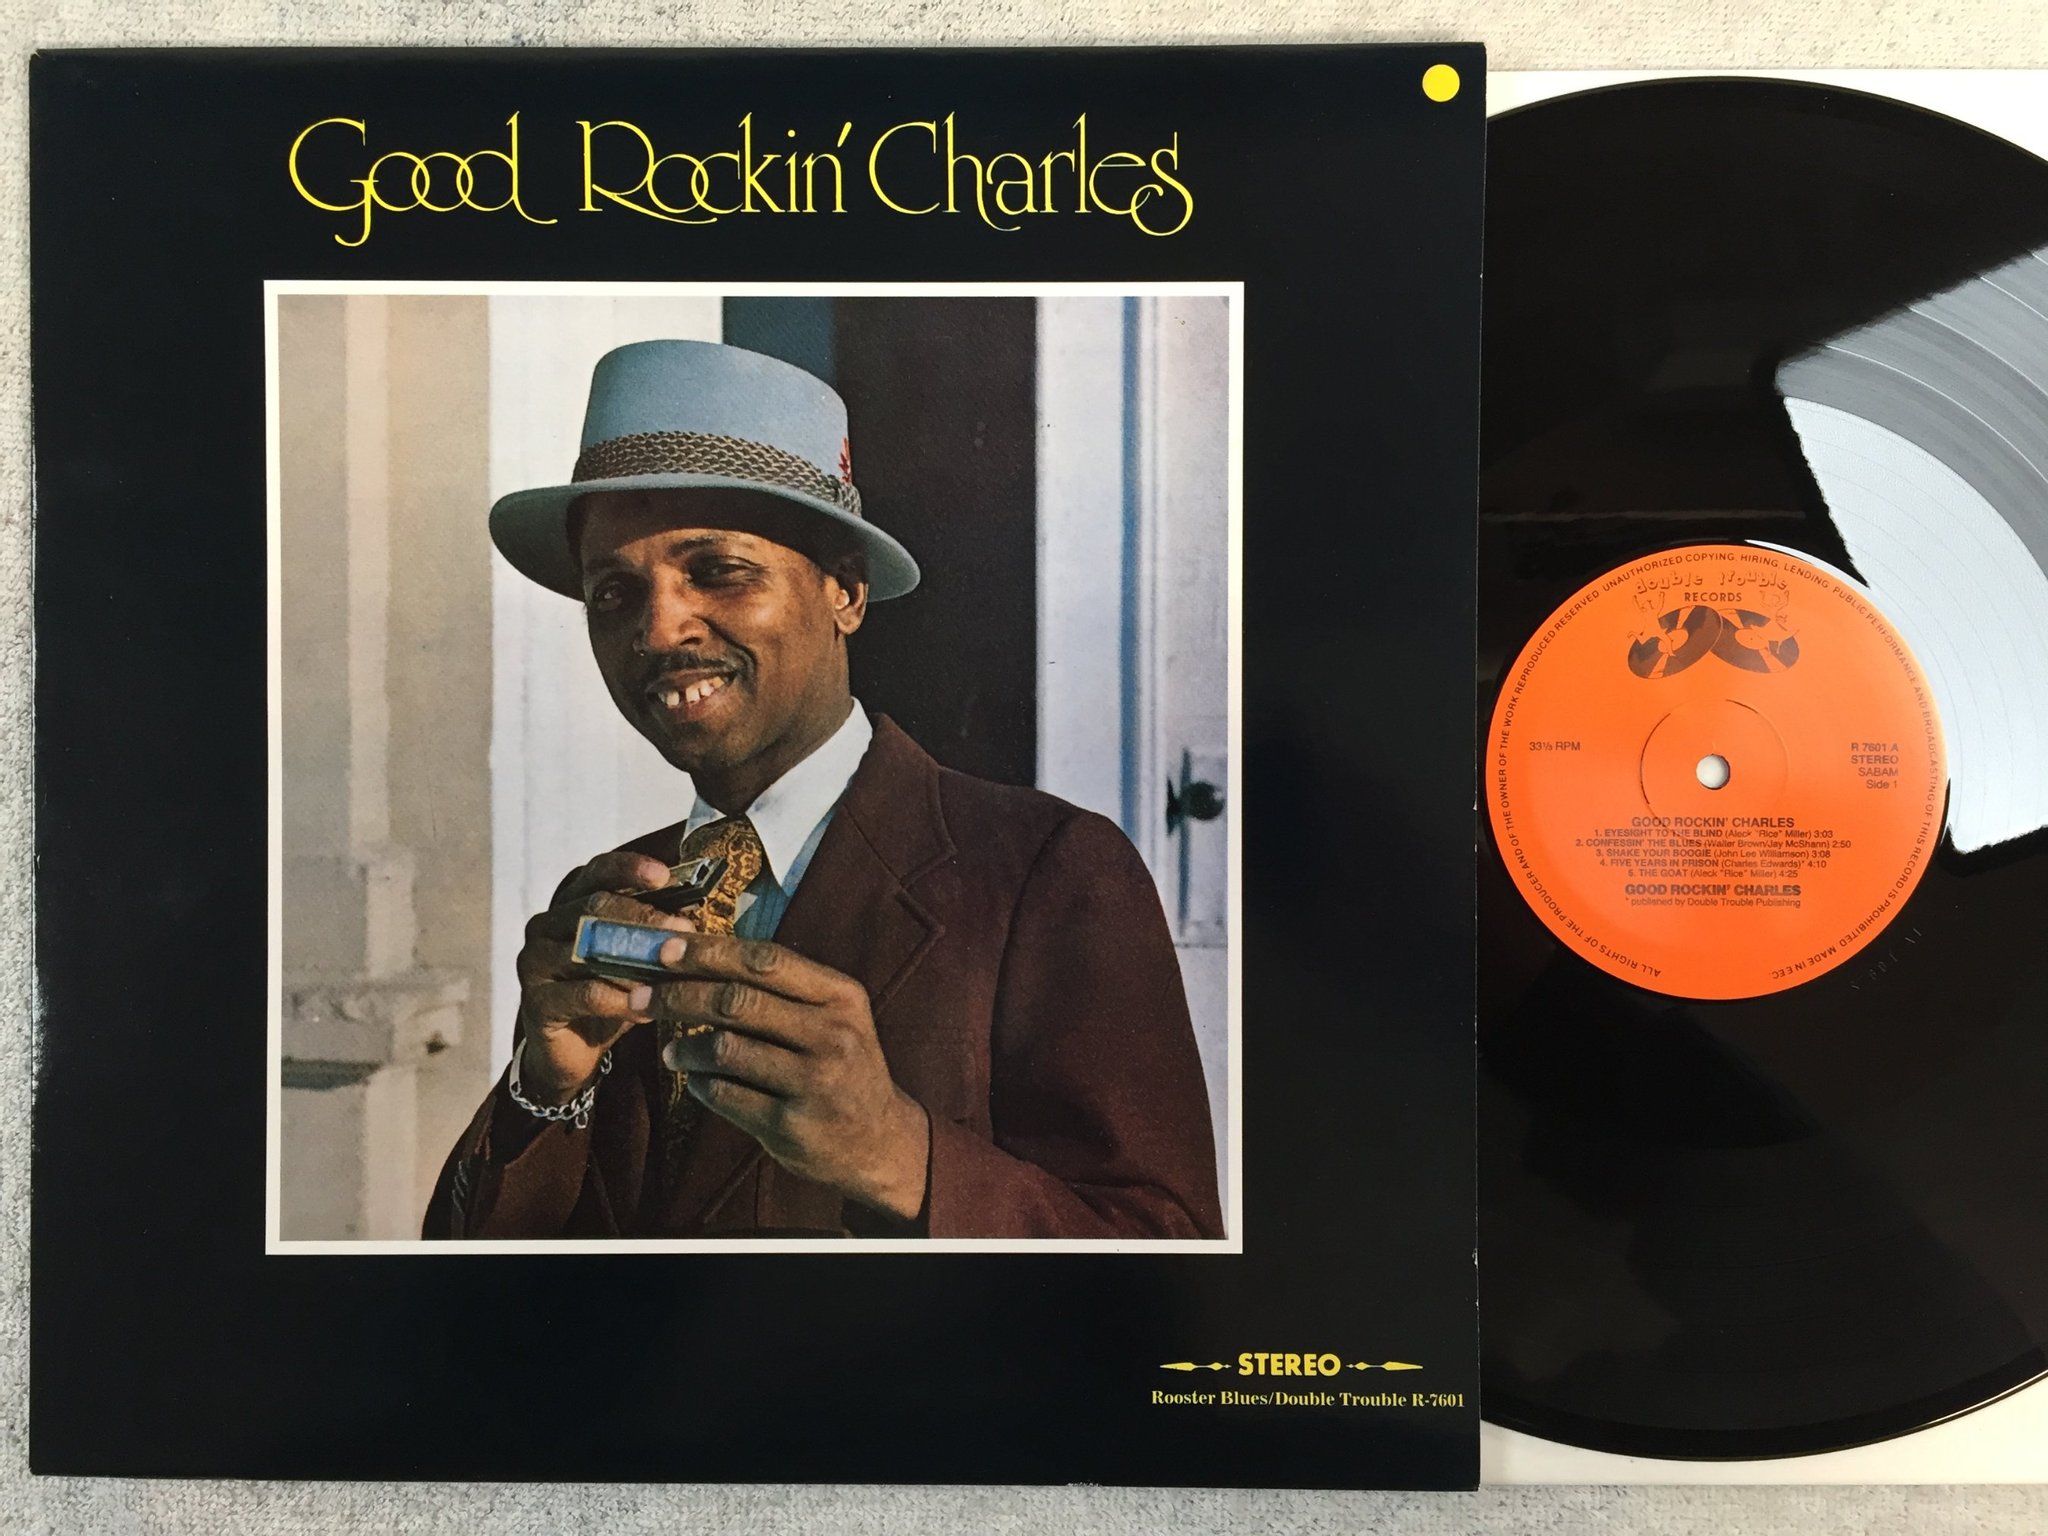 Good Rockin' Charles
STEREO
Rooster Blues/Double Trouble R-7601
ALL RIGHTS OF THE PRODUCER AND OF THE OWNER OF THE WORK REPRODUCED RESERVED UNAUTHORIZED COPYING. HIRING. LENDING. PUBLIC PERFORMANCE AND BROADCASTING OF THIS RECORD IS PROHIBITED. MADE IN EEC.
double trouble
RECORDS
33⅓ RPM
R 7601 A
STEREO
SABAM
Side 1
GOOD ROCKIN' CHARLES
1. EYESIGHT TO THE BLIND (Aleck "Rice" Miller) 3:03
2. CONFESSIN' THE BLUES (Walter Brown/Jay McShann) 2:50
3. SHAKE YOUR BOOGIE (John Lee Williamson) 3:08
4. FIVE YEARS IN PRISON (Charles Edwards)* 4:10
5. THE GOAT (Aleck "Rice" Miller) 4:25
GOOD ROCKIN' CHARLES
* published by Double Trouble Publishing